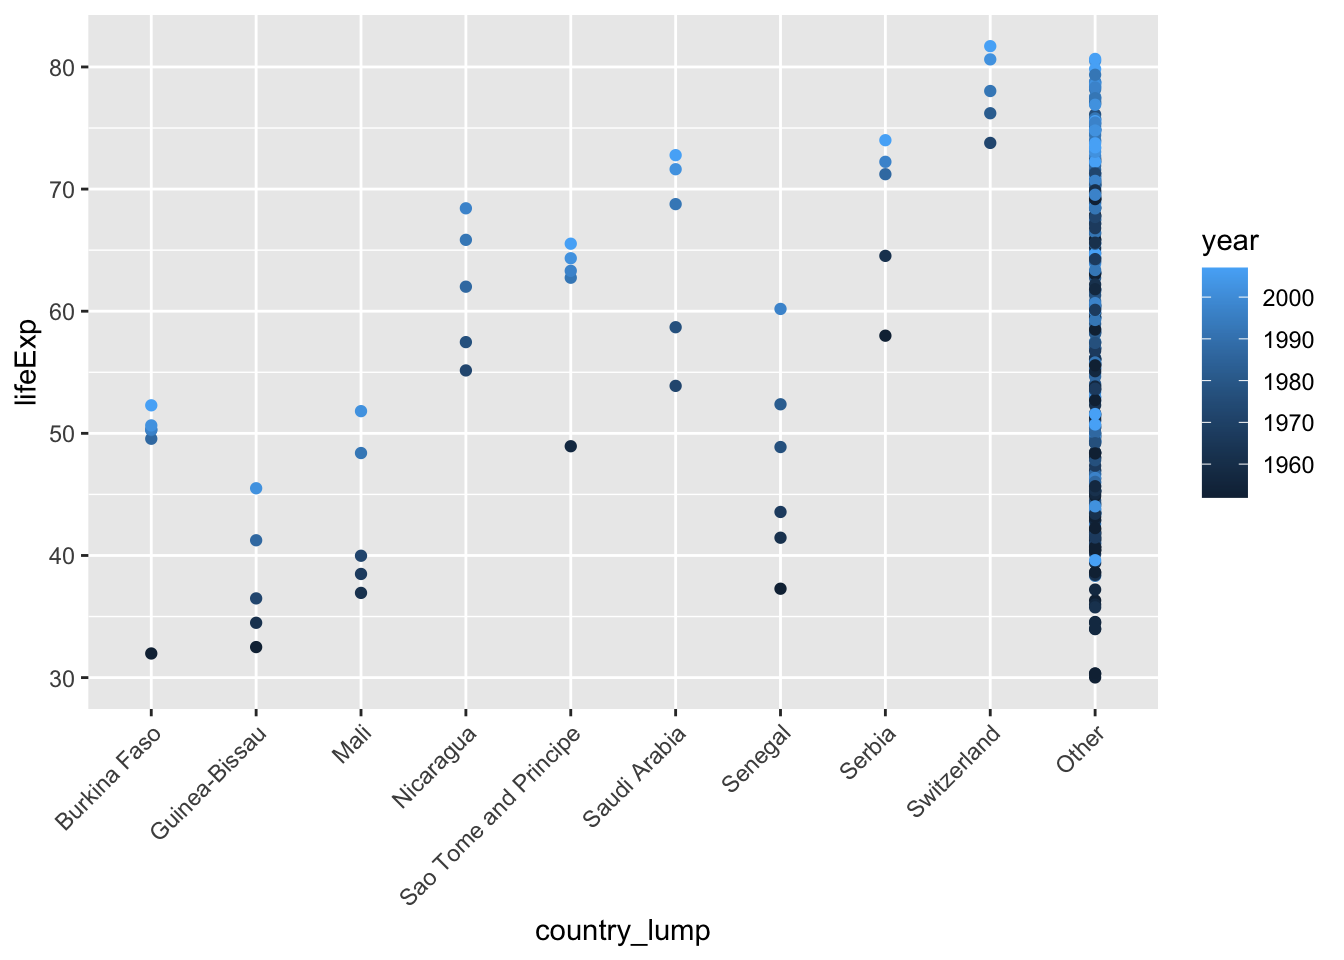 80
70
60
50
40
30
lifeExp
Burkina Faso
Guinea-Bissau
Mali
Nicaragua
Sao Tome and Principe
Saudi Arabia
Senegal
Serbia
Switzerland
Other
country_lump
year
2000
1990
1980
1970
1960